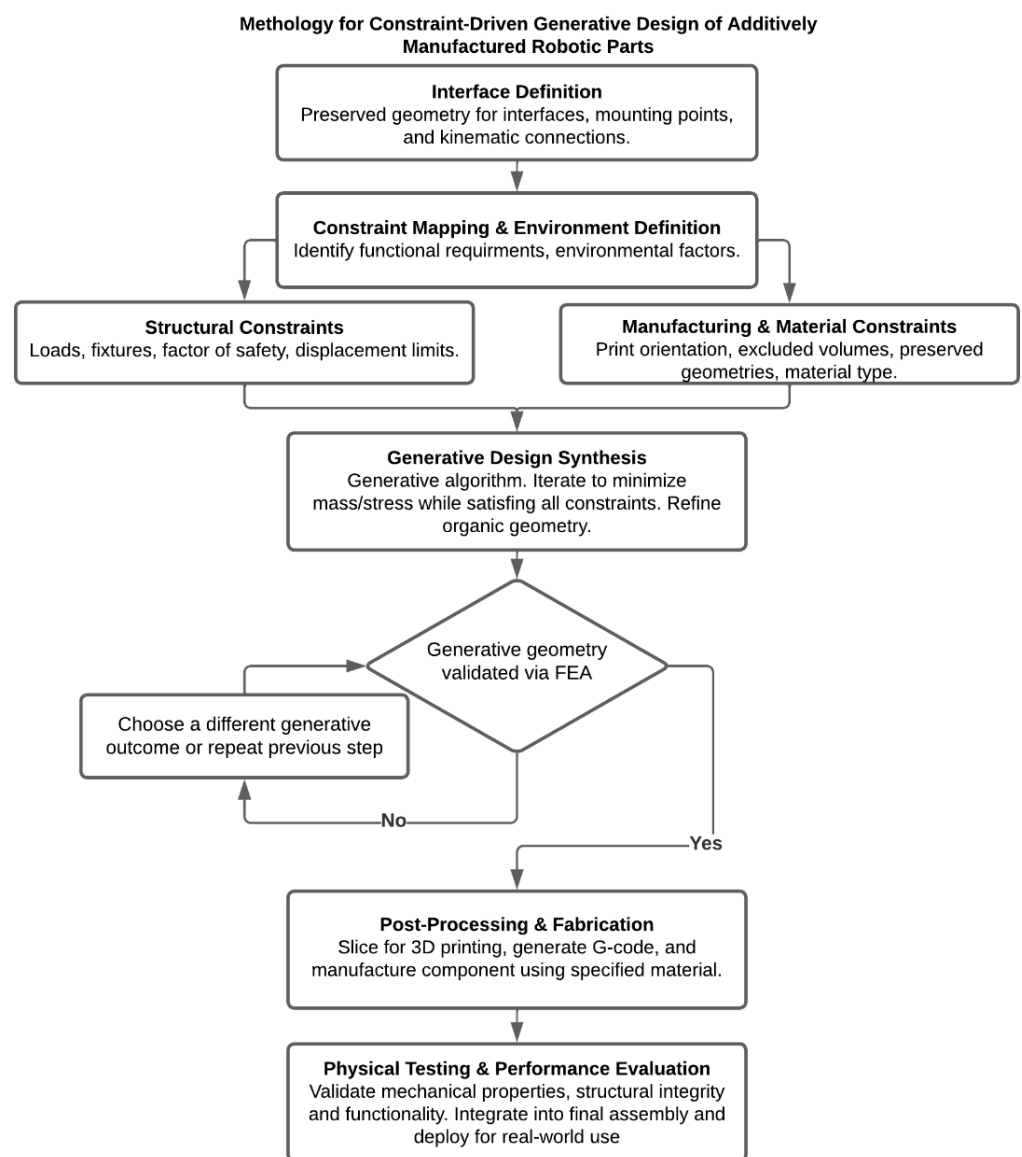 Methology for Constraint-Driven Generative Design of Additively
Manufactured Robotic Parts
Interface Definition
Preserved geometry for interfaces, mounting points,
and kinematic connections.
Constraint Mapping & Environment Definition
Identify functional requirments, environmental factors.
Structural Constraints
Loads, fixtures, factor of safety, displacement limits.
Manufacturing & Material Constraints
Print orientation, excluded volumes, preserved
geometries, material type.
Generative Design Synthesis
Generative algorithm. Iterate to minimize
mass/stress while satisfying all constraints. Refine
organic geometry.
Generative geometry
validated via FEA
Choose a different generative
outcome or repeat previous step
No
Yes
Post-Processing & Fabrication
Slice for 3D printing, generate G-code, and
manufacture component using specified material.
Physical Testing & Performance Evaluation
Validate mechanical properties, structural integrity
and functionality. Integrate into final assembly and
deploy for real-world use